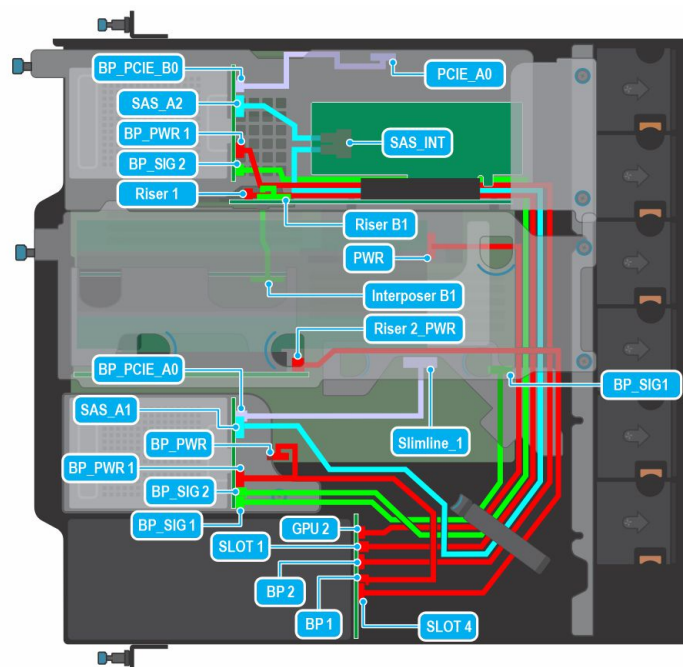 BP_PCIE_B0
PCIE_A0
SAS_A2
BP_PWR 1
SAS_INT
BP_SIG 2
Riser 1
Riser B1
PWR
Interposer B1
Riser 2_PWR
BP_PCIE_A0
BP_SIG1
SAS_A1
Slimline_1
BP_PWR
BP_PWR 1
BP_SIG 2
BP_SIG 1
GPU 2
SLOT 1
BP 2
BP 1
SLOT 4